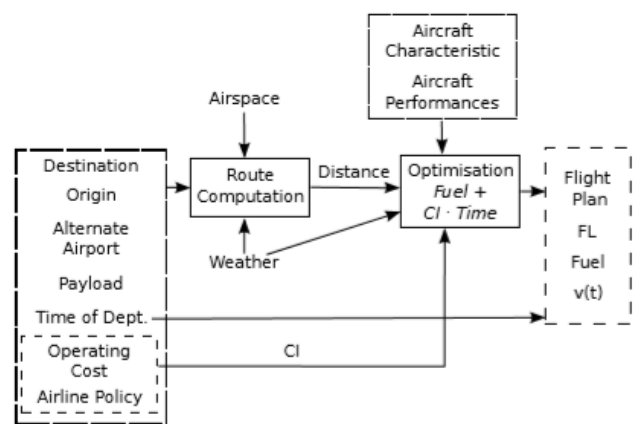 Aircraft
Characteristic
Aircraft
Performances
Airspace
Destination
Origin
Alternate
Airport
Payload
Time of Dept.
Operating
Cost
Airline Policy
Route
Computation
Distance
Weather
CI
Optimisation
Fuel +
CI · Time
Flight
Plan
FL
Fuel
v(t)